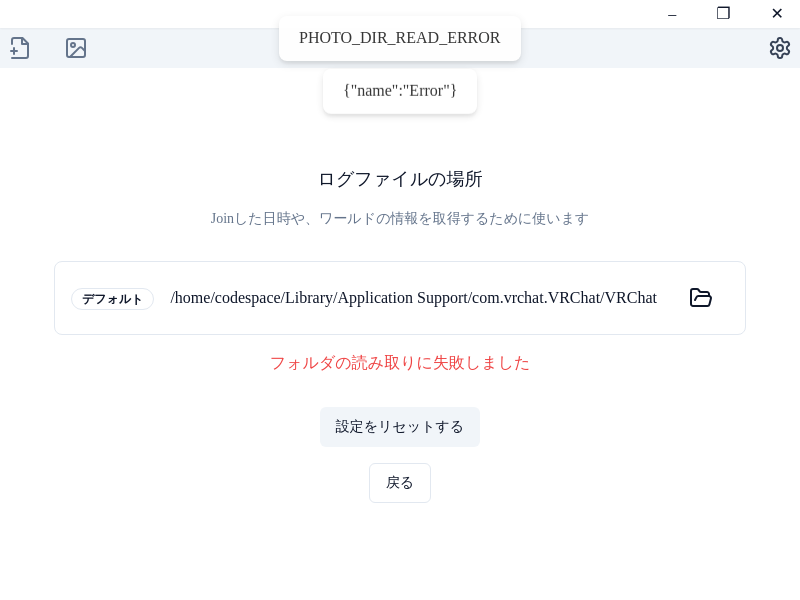 PHOTO_DIR_READ_ERROR
{"name":"Error"}
ログファイルの場所
Joinした日時や、ワールドの情報を取得するために使います
デフォルト /home/codespace/Library/Application Support/com.vrchat.VRChat/VRChat
フォルダの読み取りに失敗しました
設定をリセットする
戻る